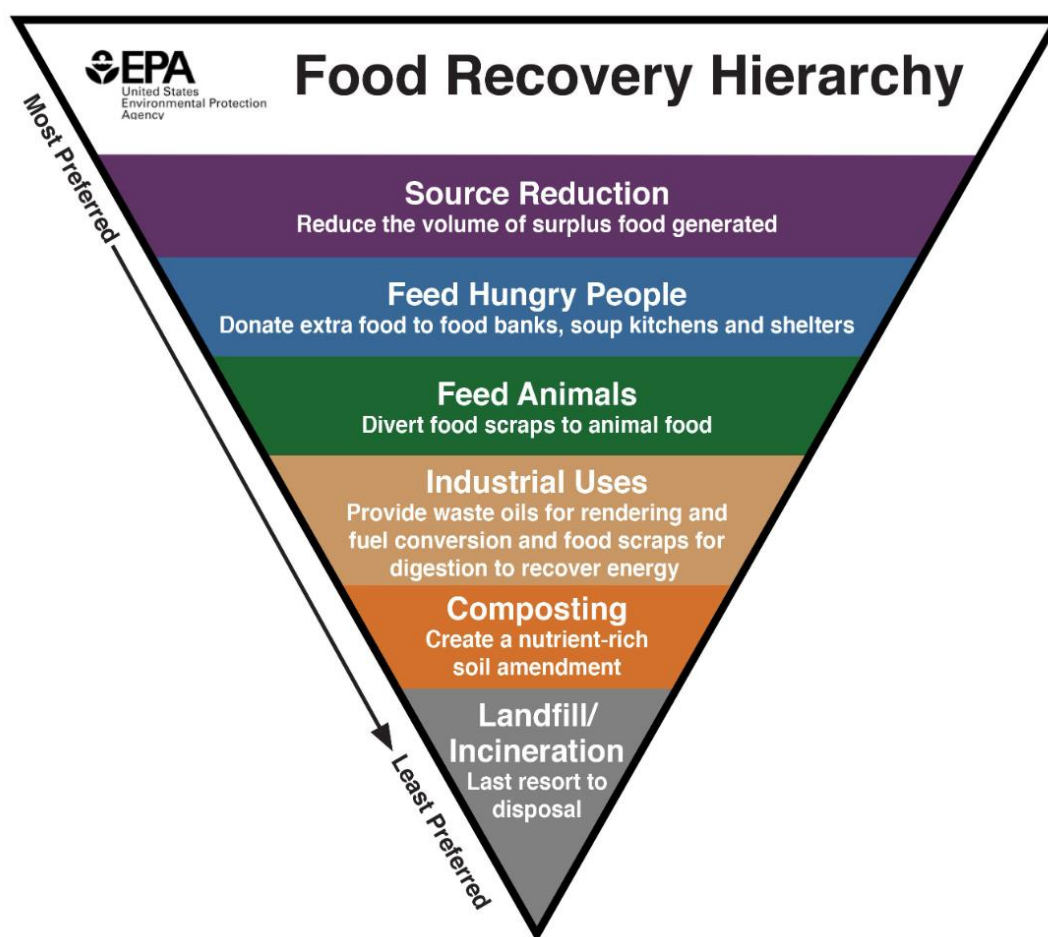 EPA
United States
Environmental Protection
Agency
Food Recovery Hierarchy
Most Preferred
Source Reduction
Reduce the volume of surplus food generated
Feed Hungry People
Donate extra food to food banks, soup kitchens and shelters
Feed Animals
Divert food scraps to animal food
Industrial Uses
Provide waste oils for rendering and
fuel conversion and food scraps for
digestion to recover energy
Composting
Create a nutrient-rich
soil amendment
Landfill/
Incineration
Last resort to
disposal
Least Preferred